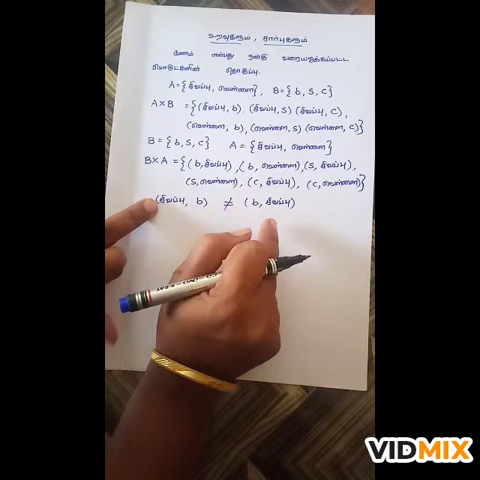 உறவுகளும் , சார்புகளும்
கணம் என்பது நன்கு வரையறுக்கப்பட்ட
பொருட்களின் தொகுப்பு.
A = {சிவப்பு, வெள்ளை} , B = {b, S, C}
A X B = {(சிவப்பு, b) (சிவப்பு, S) (சிவப்பு, C),
(வெள்ளை, b), (வெள்ளை, S) (வெள்ளை, C)}
B = {b, S, C} A = {சிவப்பு, வெள்ளை}
B X A = {(b, சிவப்பு), (b, வெள்ளை), (S, சிவப்பு),
(S, வெள்ளை), (C, சிவப்பு), (C, வெள்ளை)}
(சிவப்பு, b) ≠ (b, சிவப்பு)
VIDMIX